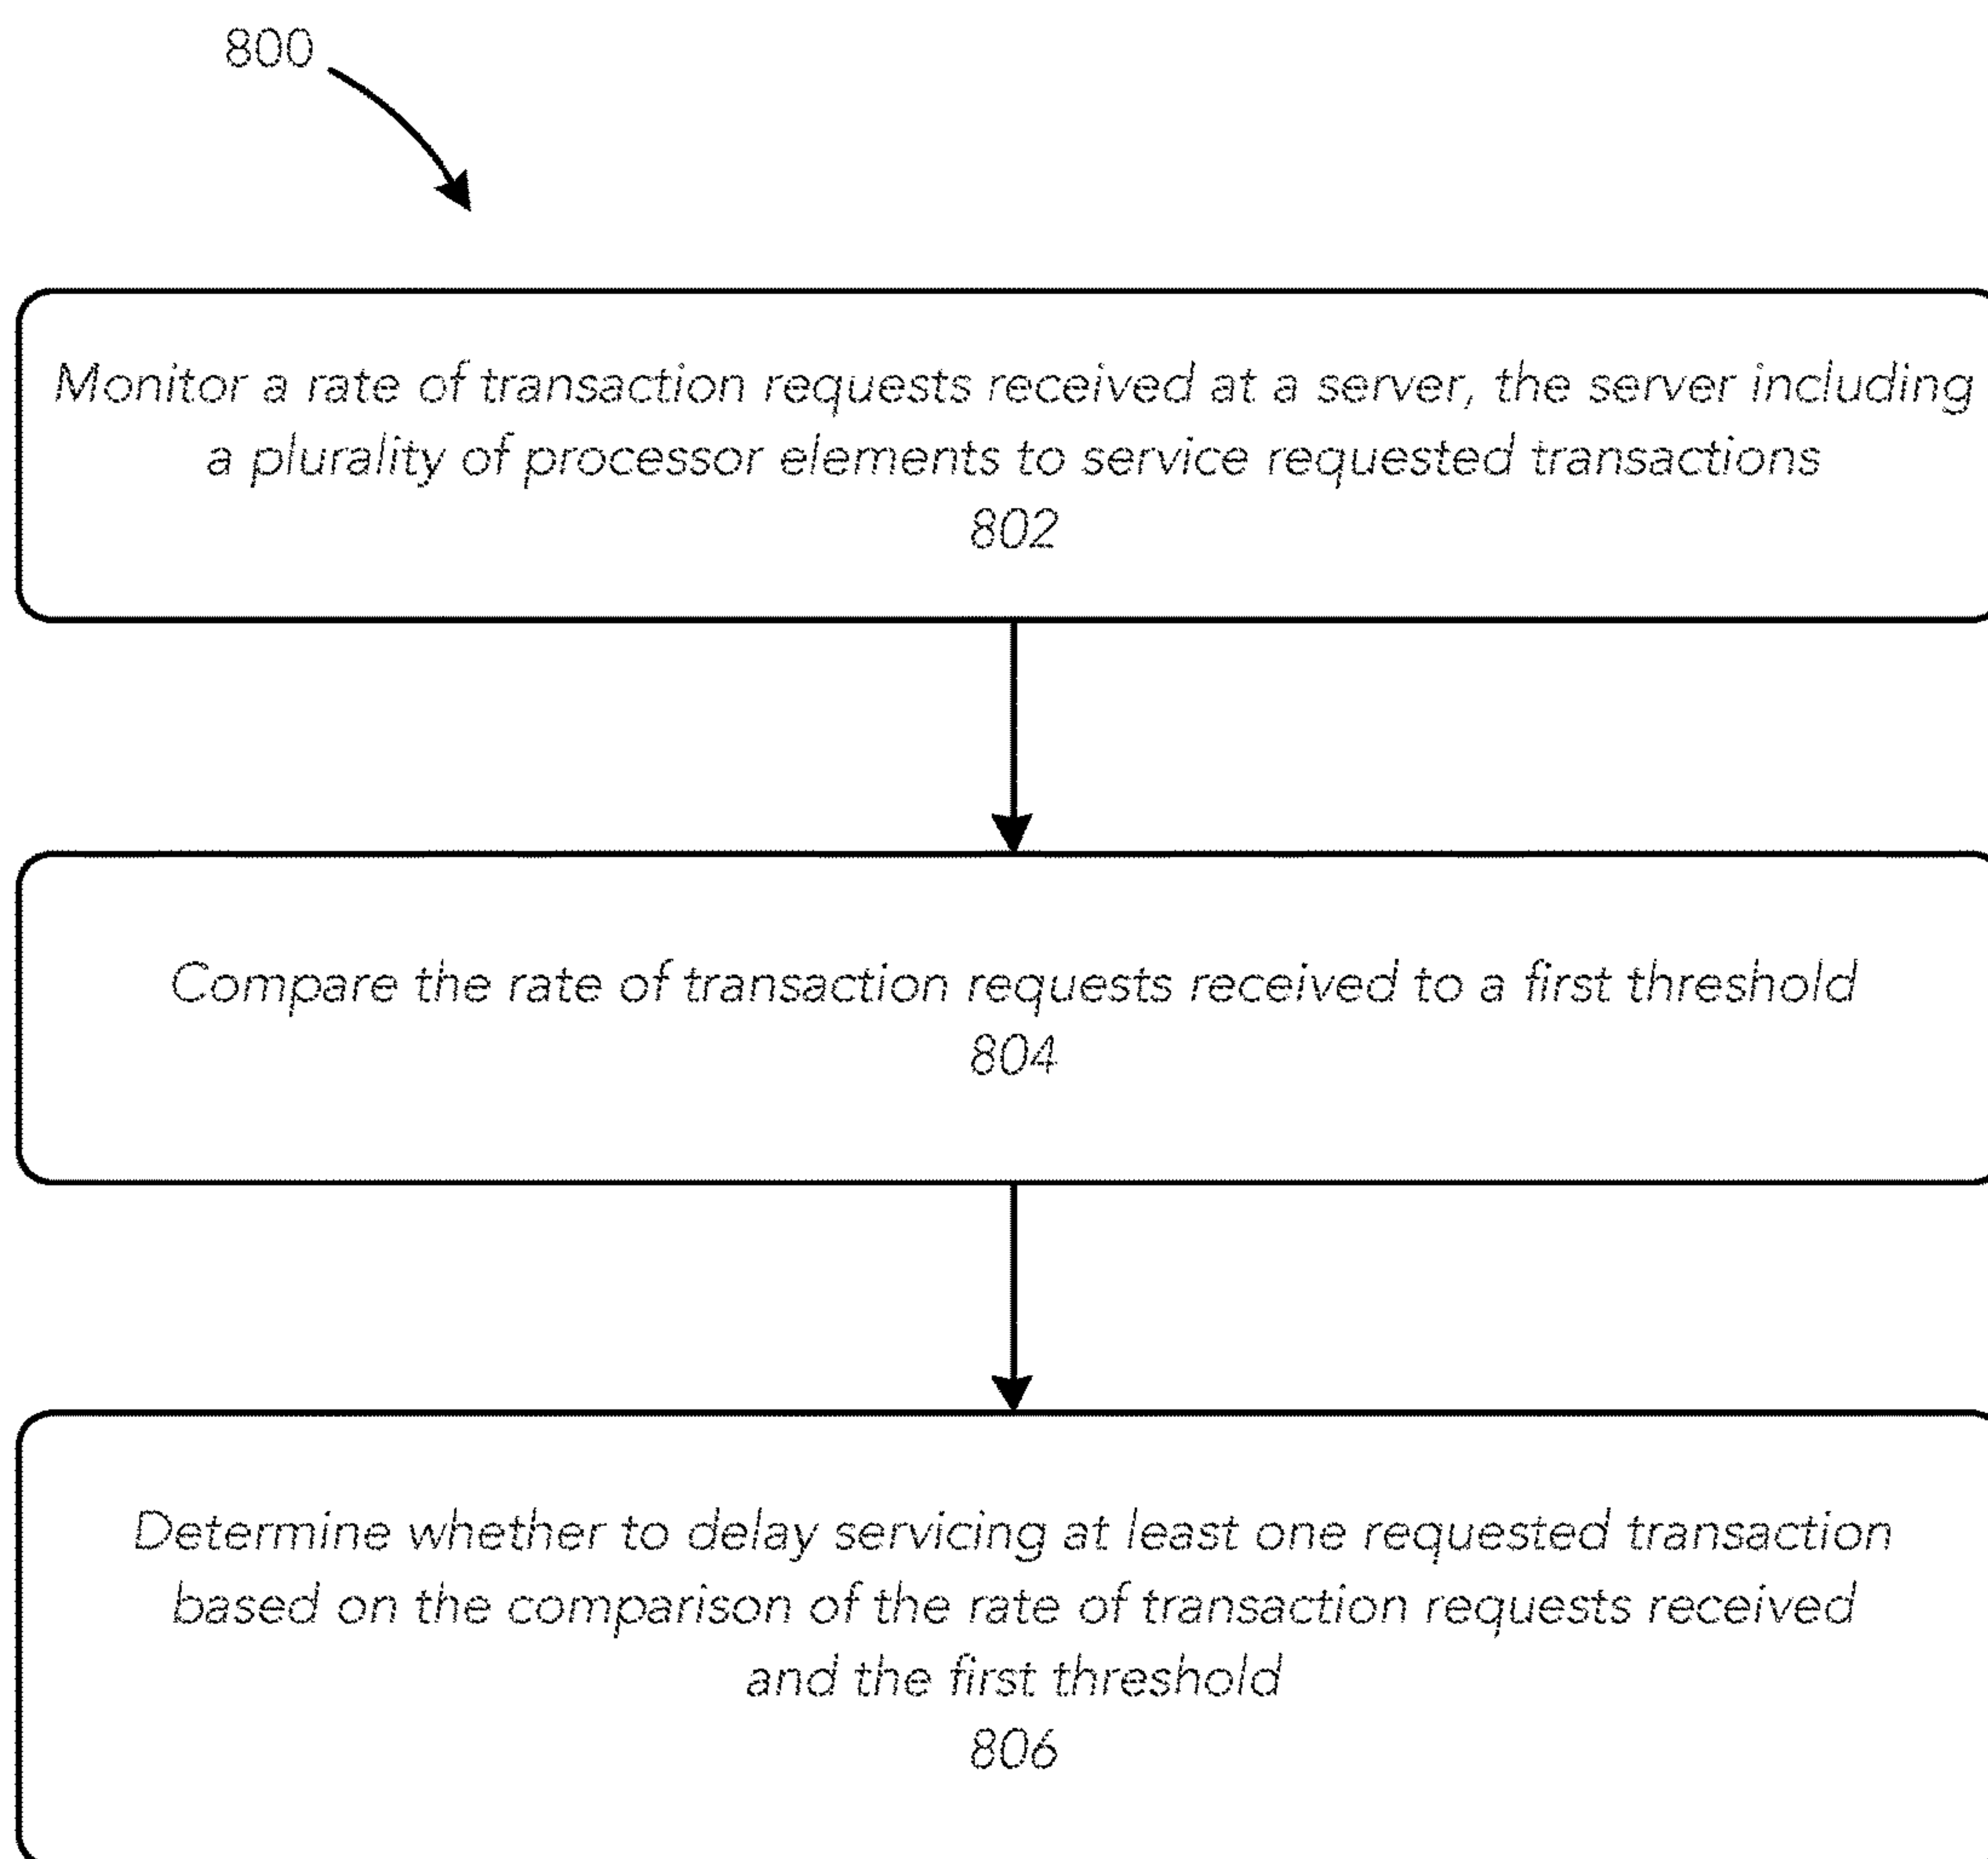 800
Monitor a rate of transaction requests received at a server, the server including
a plurality of processor elements to service requested transactions
802
Compare the rate of transaction requests received to a first threshold
804
Determine whether to delay servicing at least one requested transaction
based on the comparison of the rate of transaction requests received
and the first threshold
806